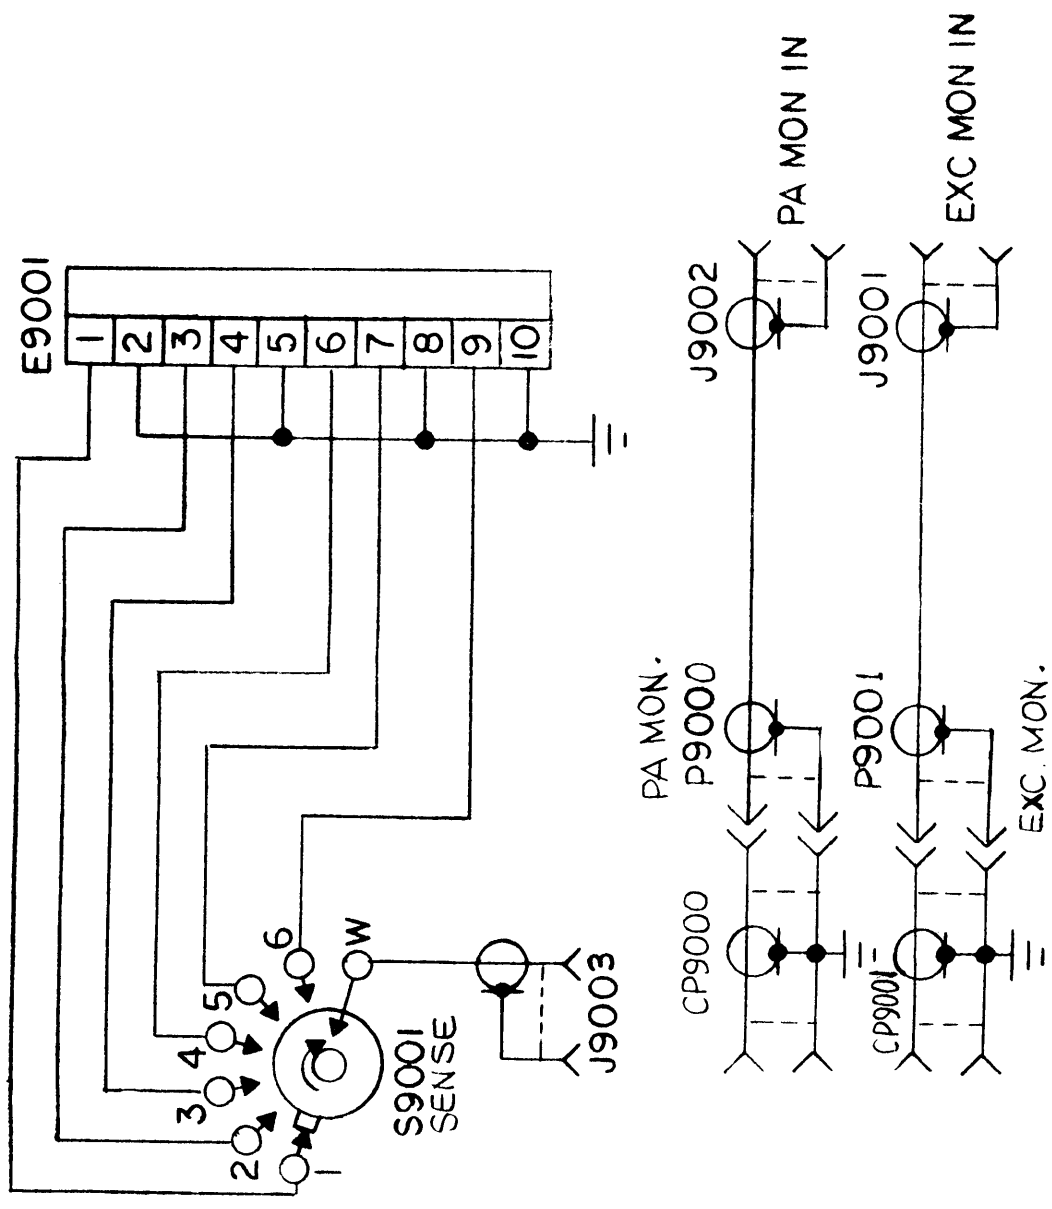 E9001
1
2
3
4
5
6
7
8
9
10
1
2
3
4
5
6
W
S9001
SENSE
J9003
PA MON.
P9000
CP9000
J9002
PA MON IN
CP9001
P9001
EXC. MON.
J9001
EXC MON IN